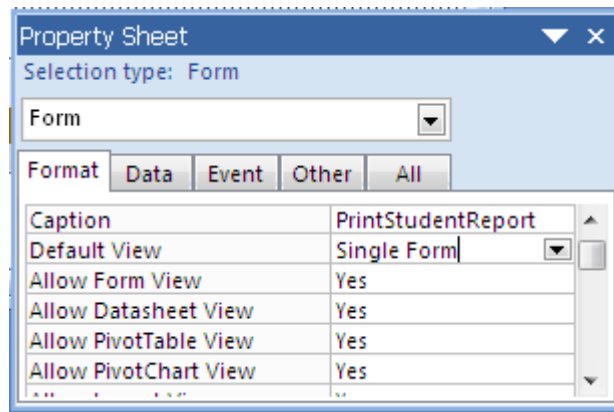 Property Sheet
Selection type: Form
Form
Format Data Event Other All
Caption PrintStudentReport
Default View Single Form
Allow Form View Yes
Allow Datasheet View Yes
Allow PivotTable View Yes
Allow PivotChart View Yes